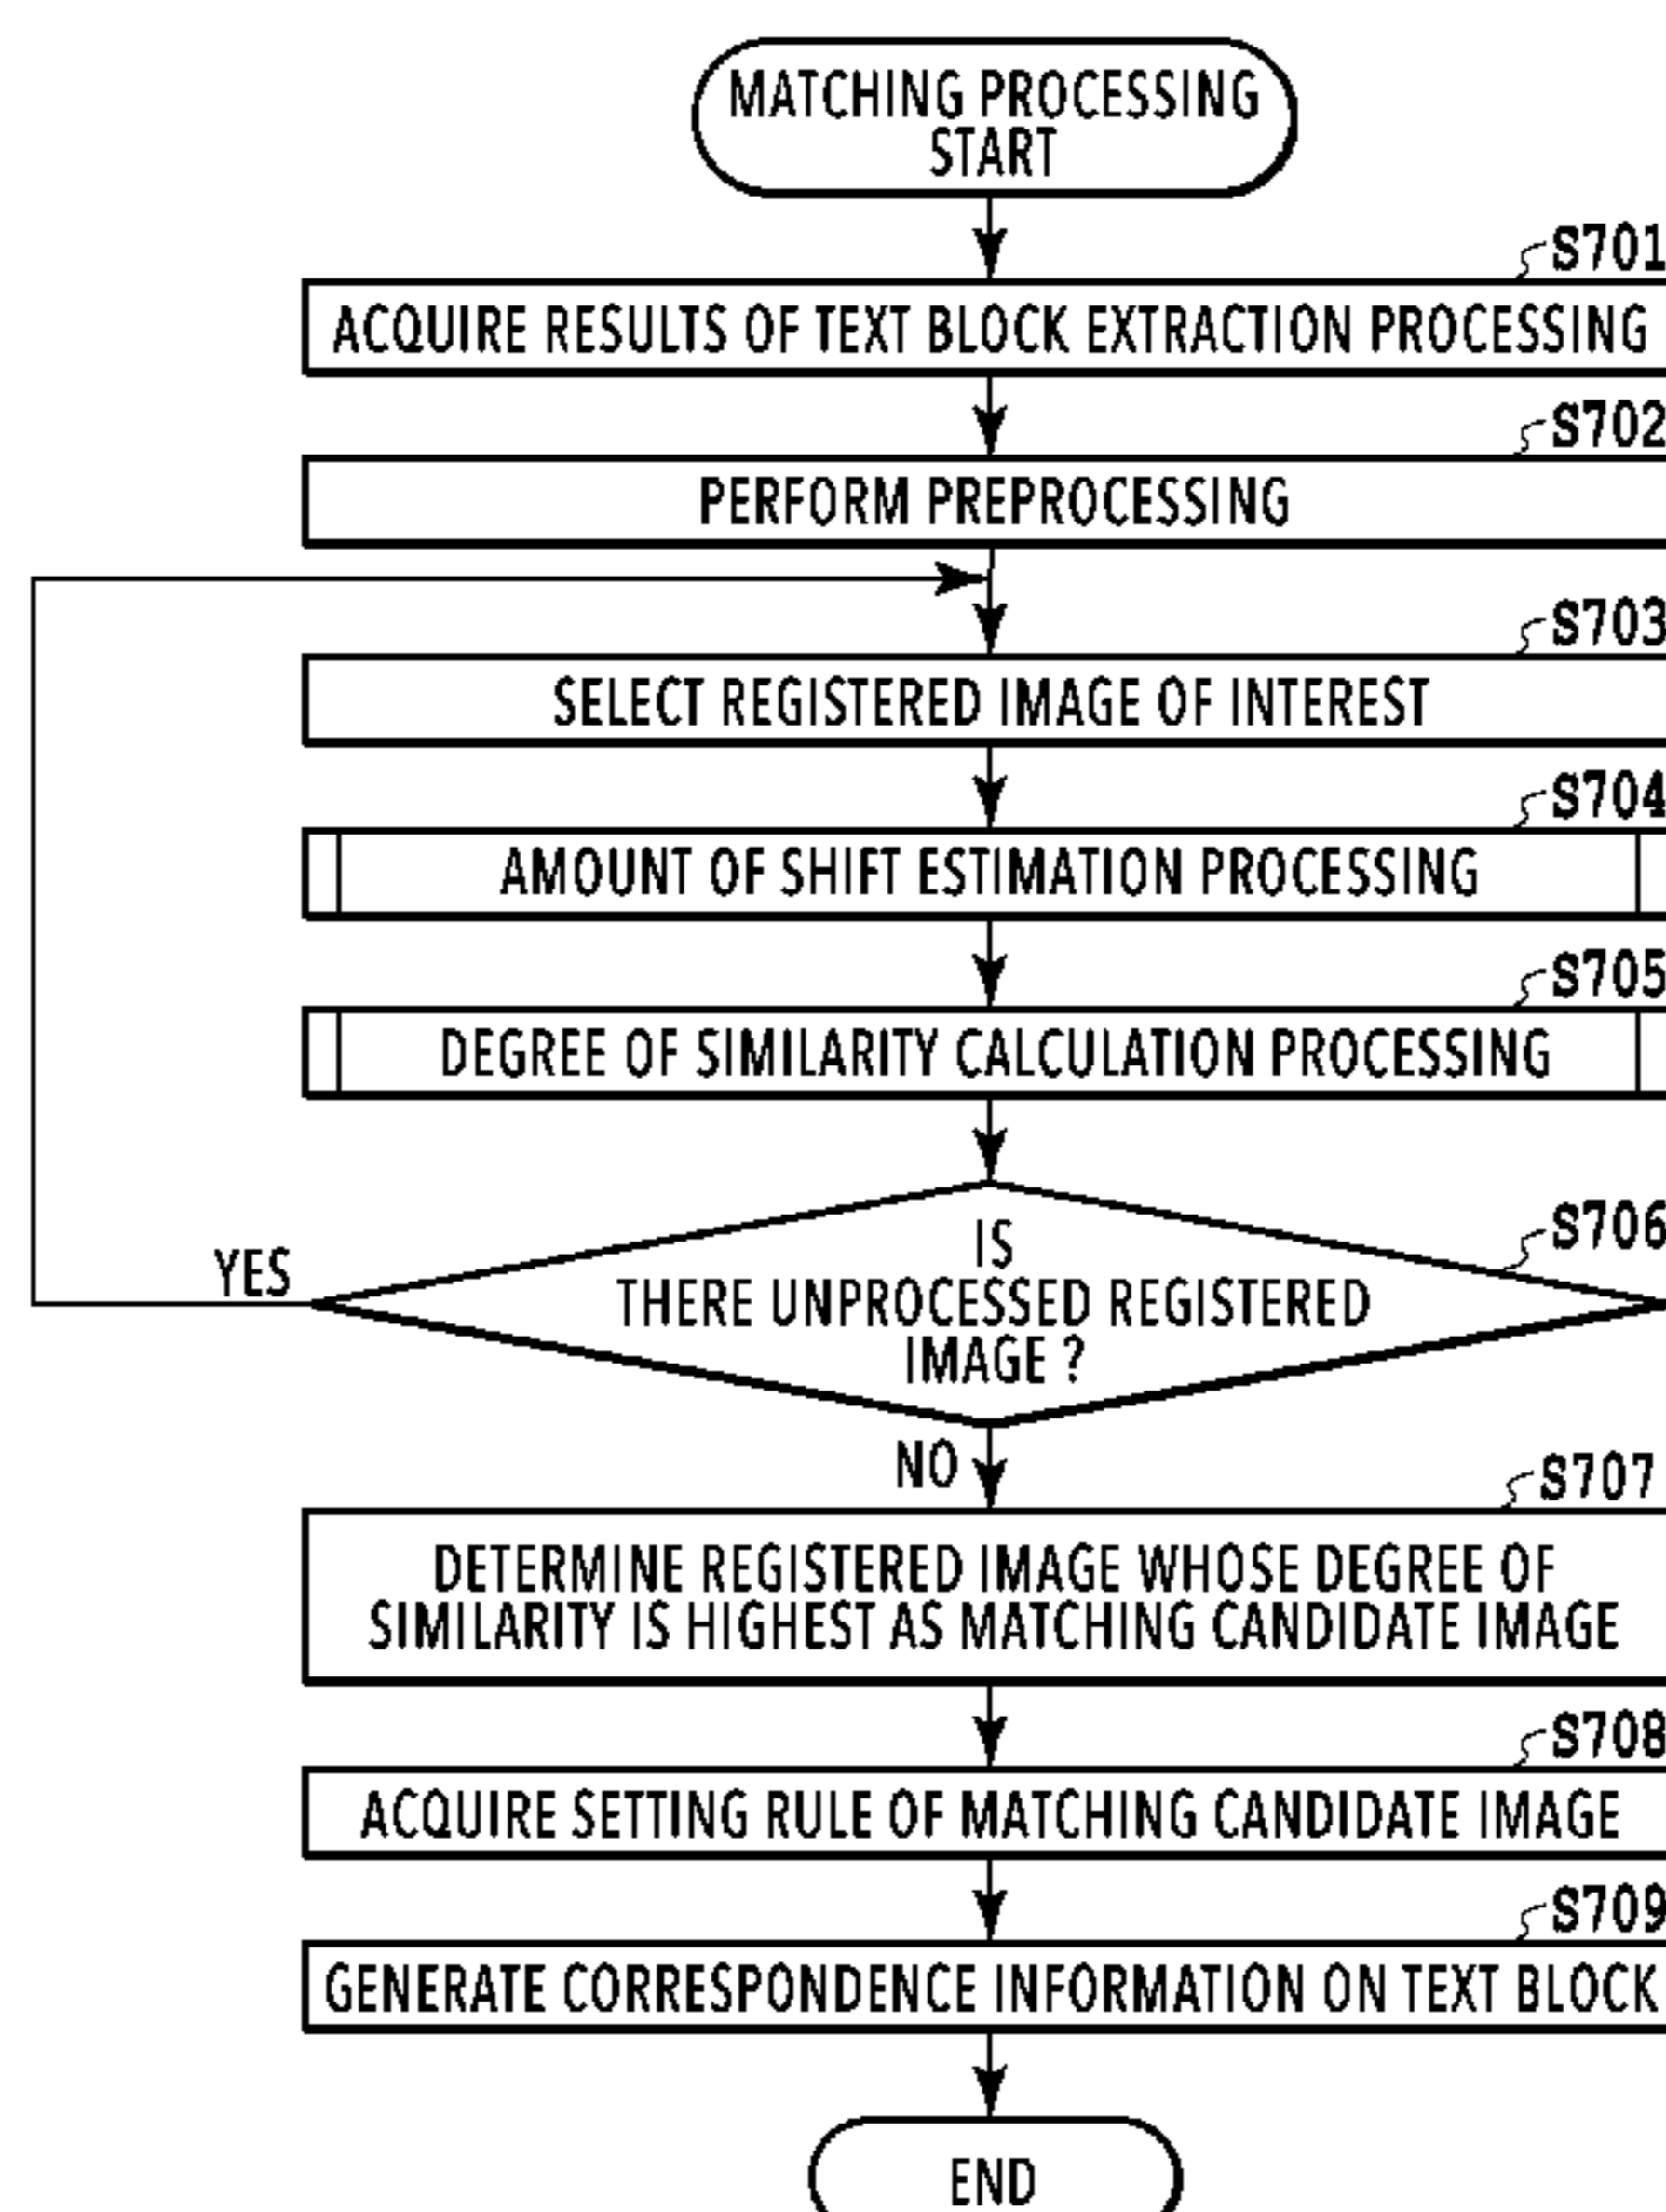 MATCHING PROCESSING
START
S701
ACQUIRE RESULTS OF TEXT BLOCK EXTRACTION PROCESSING
S702
PERFORM PREPROCESSING
S703
SELECT REGISTERED IMAGE OF INTEREST
S704
AMOUNT OF SHIFT ESTIMATION PROCESSING
S705
DEGREE OF SIMILARITY CALCULATION PROCESSING
S706
IS
THERE UNPROCESSED REGISTERED
IMAGE ?
YES
NO
S707
DETERMINE REGISTERED IMAGE WHOSE DEGREE OF
SIMILARITY IS HIGHEST AS MATCHING CANDIDATE IMAGE
S708
ACQUIRE SETTING RULE OF MATCHING CANDIDATE IMAGE
S709
GENERATE CORRESPONDENCE INFORMATION ON TEXT BLOCK
END